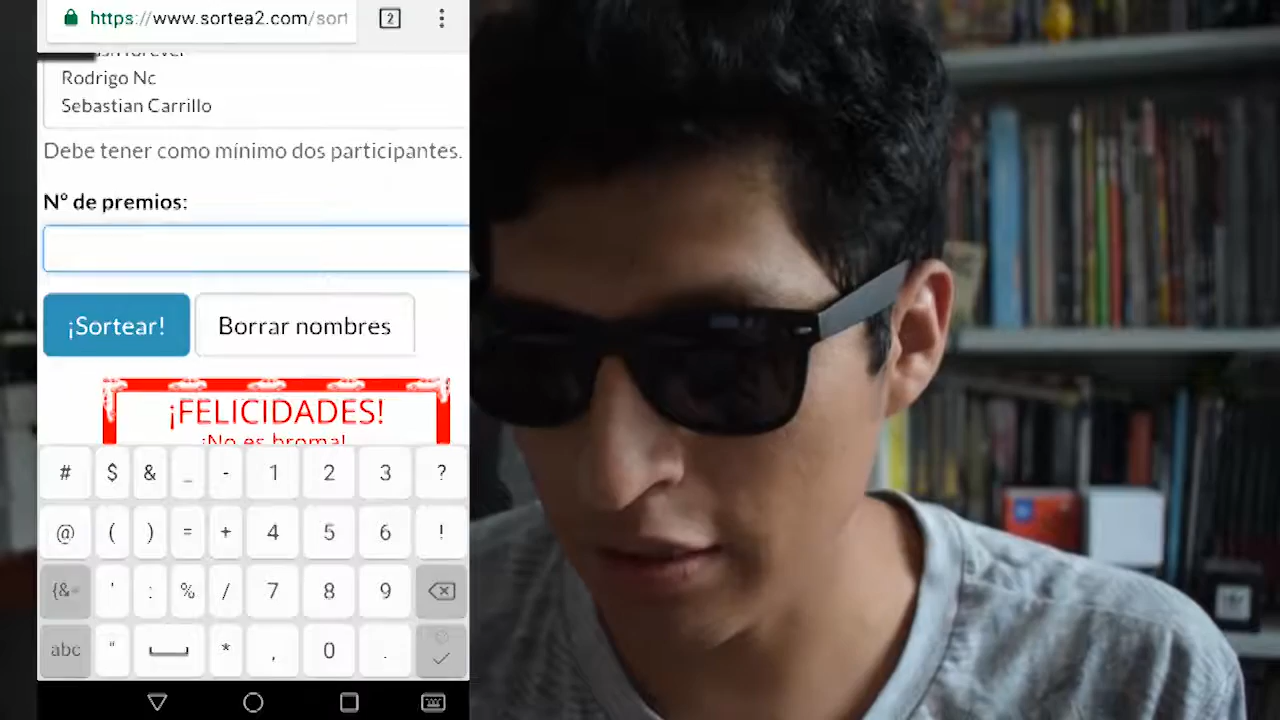 https://www.sortea2.com/sort
2
forever
Rodrigo Nc
Sebastian Carrillo
Debe tener como mínimo dos participantes.
Nº de premios:
¡Sortear!
Borrar nombres
¡FELICIDADES!
¡No es broma!
# $ & _ - 1 2 3 ?
@ ( ) = + 4 5 6 !
{&= ' : % / 7 8 9
abc " * , 0 .